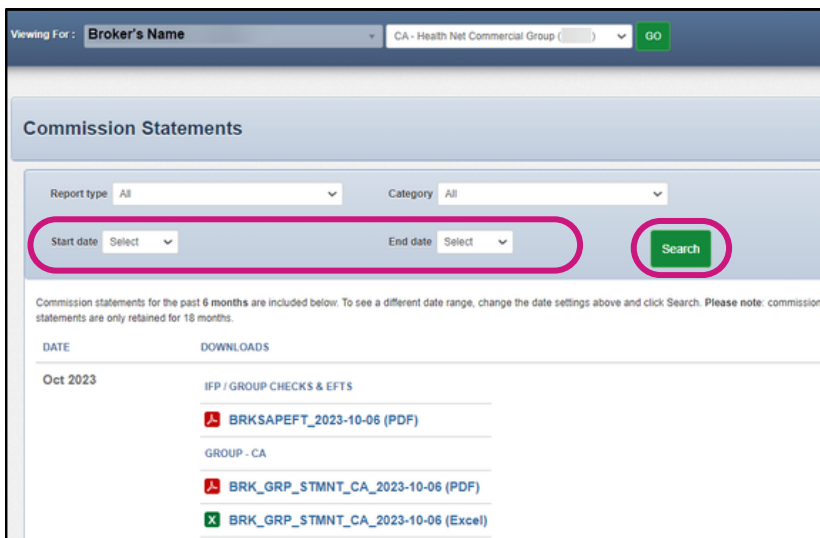 Viewing For : Broker's Name CA - Health Net Commercial Group ( ) GO
Commission Statements
Report type All Category All
Start date Select End date Select Search
Commission statements for the past 6 months are included below. To see a different date range, change the date settings above and click Search. Please note: commission
statements are only retained for 18 months.
DATE DOWNLOADS
Oct 2023 IFP / GROUP CHECKS & EFTS
BRKSAPEFT_2023-10-06 (PDF)
GROUP - CA
BRK_GRP_STMNT_CA_2023-10-06 (PDF)
X BRK_GRP_STMNT_CA_2023-10-06 (Excel)